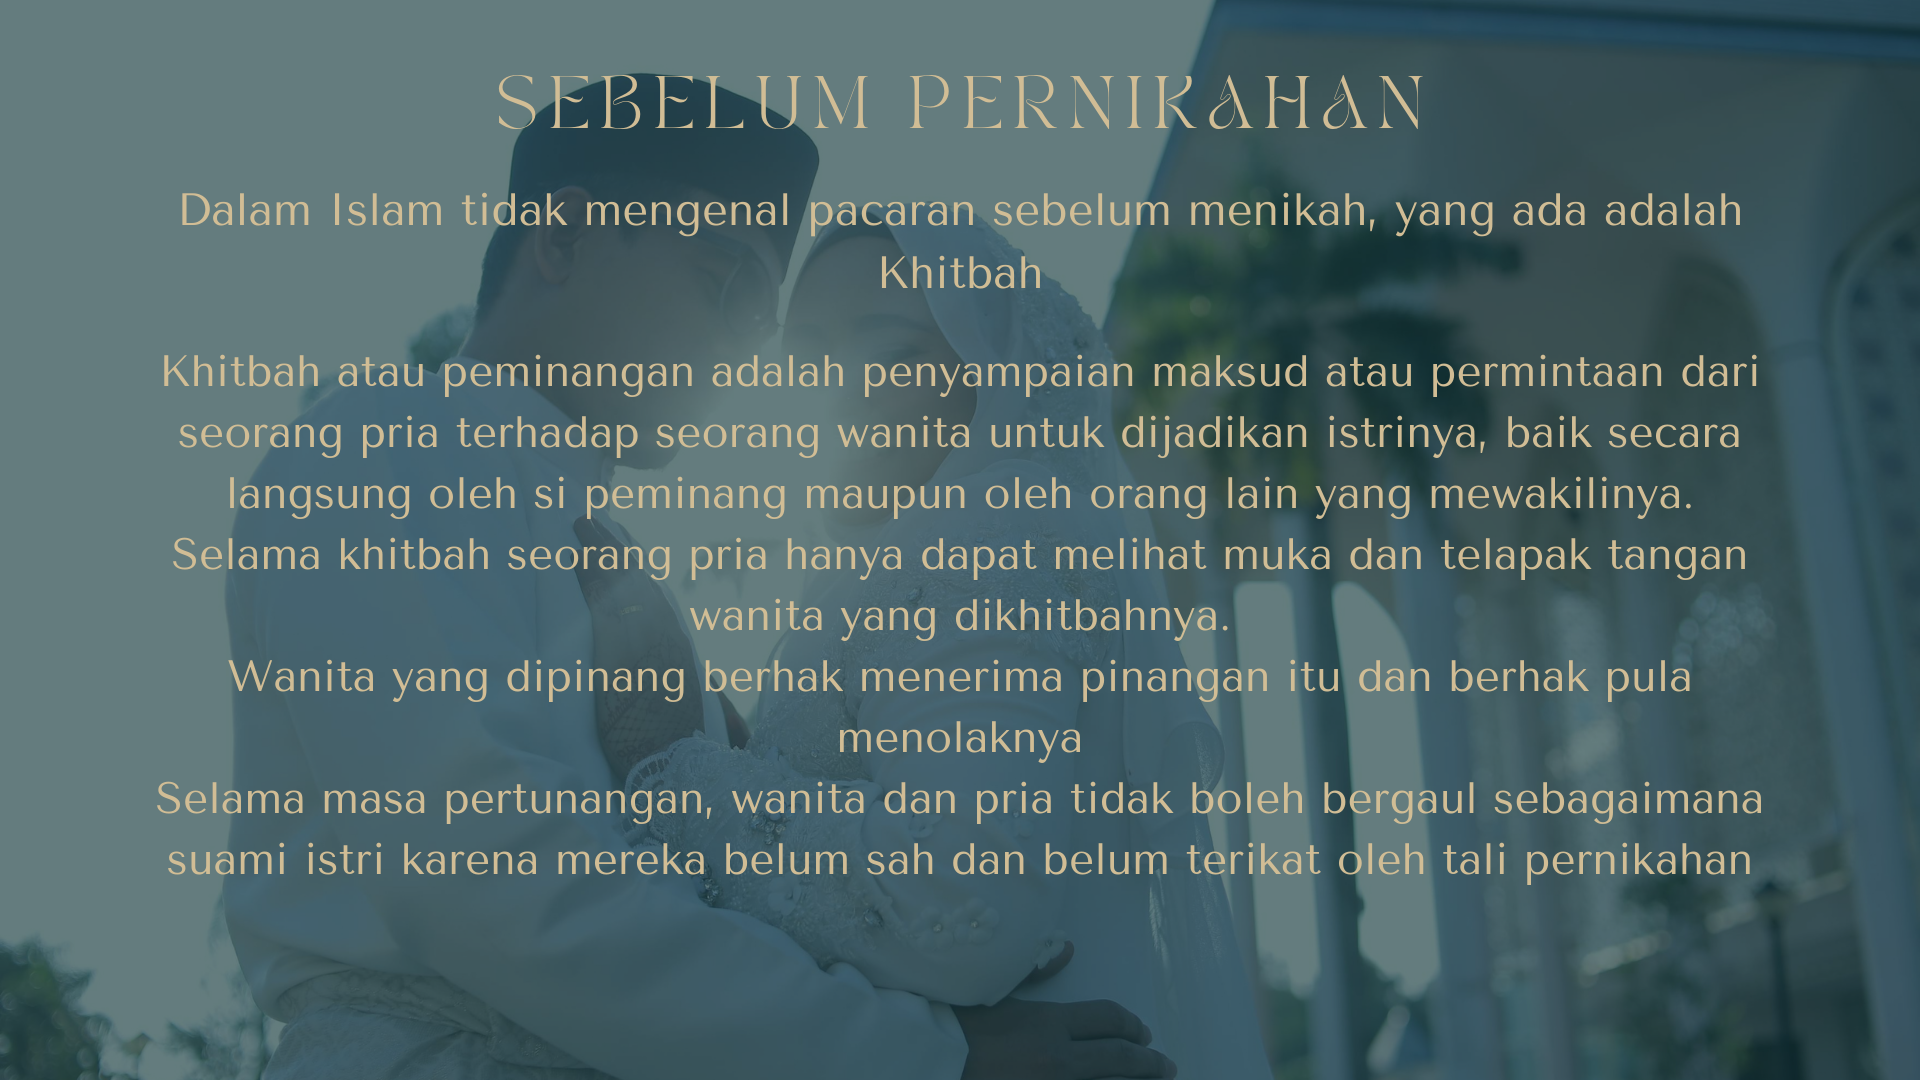 SEBELUM PERNIKAHAN
Dalam Islam tidak mengenal pacaran sebelum menikah, yang ada adalah
Khitbah
Khitbah atau peminangan adalah penyampaian maksud atau permintaan dari
seorang pria terhadap seorang wanita untuk dijadikan istrinya, baik secara
langsung oleh si peminang maupun oleh orang lain yang mewakilinya.
Selama khitbah seorang pria hanya dapat melihat muka dan telapak tangan
wanita yang dikhitbahnya.
Wanita yang dipinang berhak menerima pinangan itu dan berhak pula
menolaknya
Selama masa pertunangan, wanita dan pria tidak boleh bergaul sebagaimana
suami istri karena mereka belum sah dan belum terikat oleh tali pernikahan